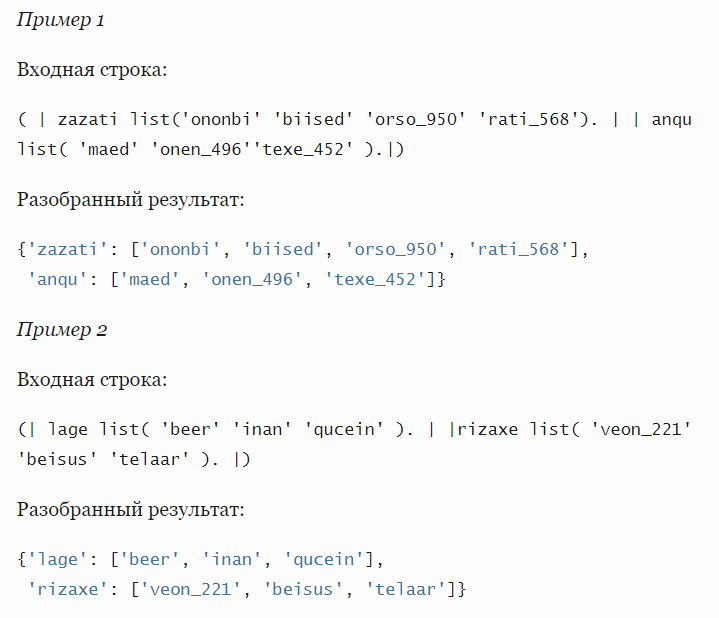 Пример 1
Входная строка:
( | zazati list('ononbi' 'biised' 'orso_950' 'rati_568'). | | anqu
list( 'maed' 'onen_496''texe_452' ).|)
Разобранный результат:
{'zazati': ['ononbi', 'biised', 'orso_950', 'rati_568'],
 'anqu': ['maed', 'onen_496', 'texe_452']}
Пример 2
Входная строка:
(| lage list( 'beer' 'inan' 'qucein' ). | |rizaxe list( 'veon_221'
'beisus' 'telaar' ). |)
Разобранный результат:
{'lage': ['beer', 'inan', 'qucein'],
 'rizaxe': ['veon_221', 'beisus', 'telaar']}